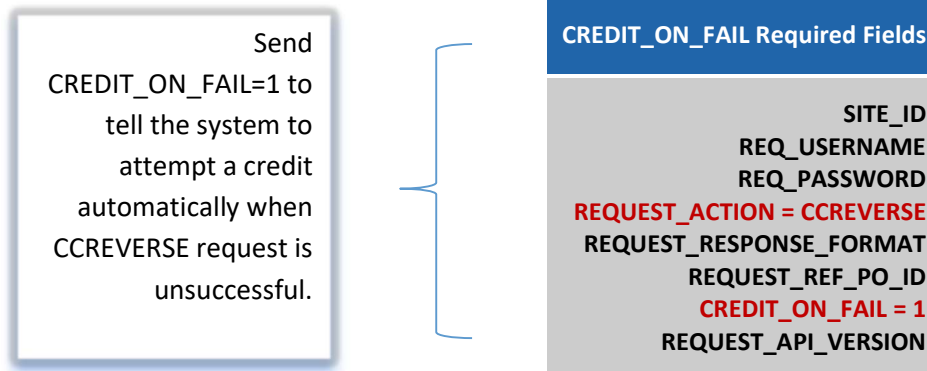 Send
CREDIT_ON_FAIL=1 to
tell the system to
attempt a credit
automatically when
CCREVERSE request is
unsuccessful.
CREDIT_ON_FAIL Required Fields
SITE_ID
REQ_USERNAME
REQ_PASSWORD
REQUEST_ACTION = CCREVERSE
REQUEST_RESPONSE_FORMAT
REQUEST_REF_PO_ID
CREDIT_ON_FAIL = 1
REQUEST_API_VERSION